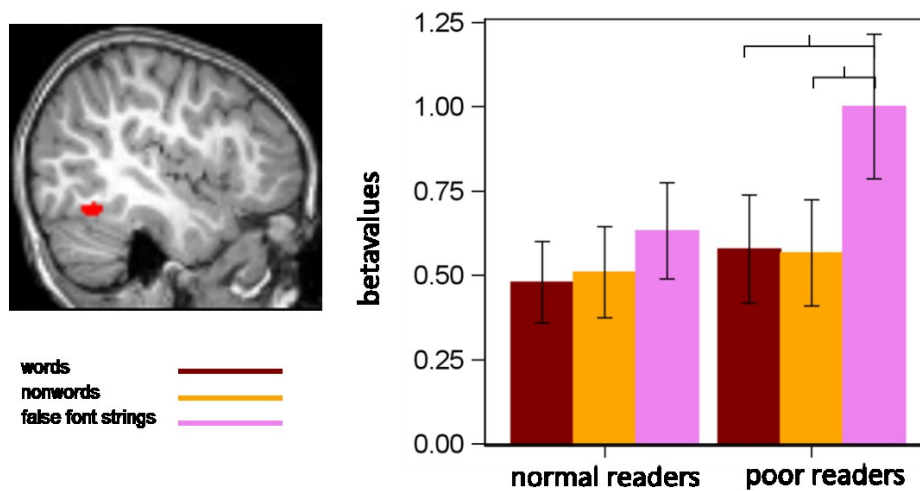 words
nonwords
false font strings
betavalues
1.25
1.00
0.75
0.50
0.25
0.00
normal readers
poor readers